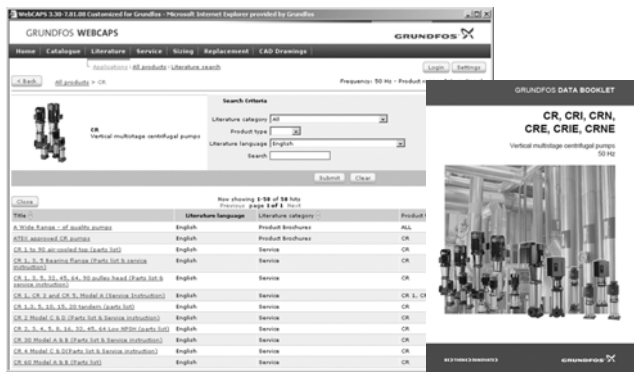 WebCAPS 3.30-7.01.08 Customized for Grundfos - Microsoft Internet Explorer provided by Grundfos
GRUNDFOS WEBCAPS
GRUNDFOS
Home | Catalogue | Literature | Service | Sizing | Replacement | CAD Drawings
Applications · All products · Literature search
Login Settings
< Back All products > CR
Frequency: 50 Hz -
CR
Vertical multistage centrifugal pumps
Search Criteria
Literature category All
Product type
Literature language English
Search
Submit Clear
Close
Now showing 1-58 of 58 hits
Previous page 1 of 1 Next
Title Literature language Literature category Product
A Wide Range - of quality pumps English Product Brochures ALL
ATEX approved CR pumps English Product Brochures CR
CR 1 to 90 air-cooled top (parts list) English Service CR
CR 1, 3, 5 Bearing flange (Parts list & service instruction) English Service CR
CR 1, 3, 5, 32, 45, 64, 90 pulley head (Parts list & service instruction) English Service CR
CR 1, CR 3 and CR 5, Model A (Service Instruction) English Service CR 1, CR
CR 1,3, 5, 10, 15, 20 tandem (parts list) English Service CR
CR 2 Model C & D (Parts list & Service instruction) English Service CR
CR 2, 3, 4, 5, 8, 16, 32, 45, 64 Low NPSH (parts list) English Service CR
CR 30 Model A & B (Parts list & Service instruction) English Service CR
CR 4 Model C & D(Parts list & Service instruction) English Service CR
CR 60 Model A & B (Parts list) English Service CR
GRUNDFOS DATA BOOKLET
CR, CRI, CRN,
CRE, CRIE, CRNE
Vertical multistage centrifugal pumps
50 Hz
BE>THINK>INNOVATE>
GRUNDFOS